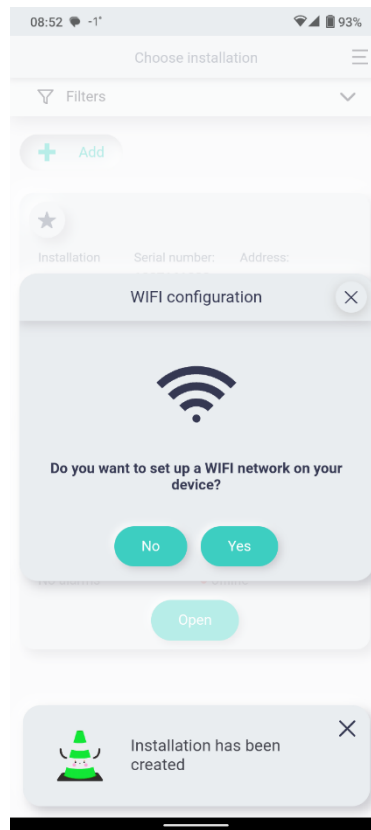 08:52 -1° 93%
Choose installation
Filters
Add
Installation Serial number: Address:
WIFI configuration
Do you want to set up a WIFI network on your
device?
No Yes
Open
Installation has been
created